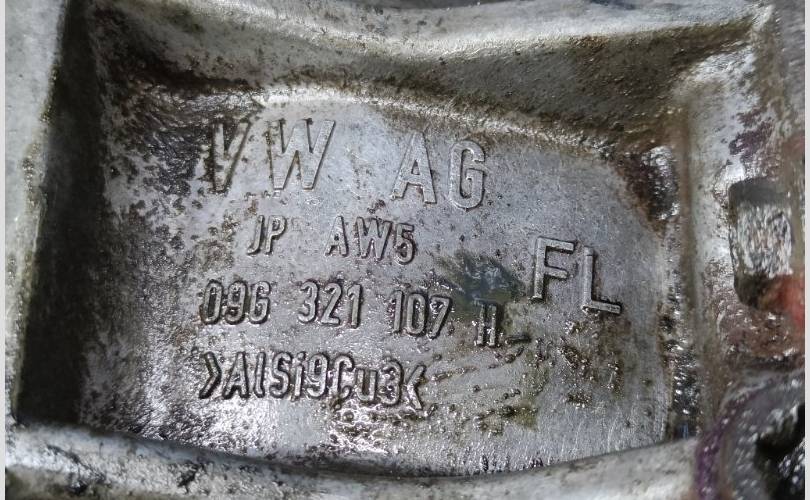 VW AG
JP AW5
FL
096 321 107 H
>AlSi9Cu3<